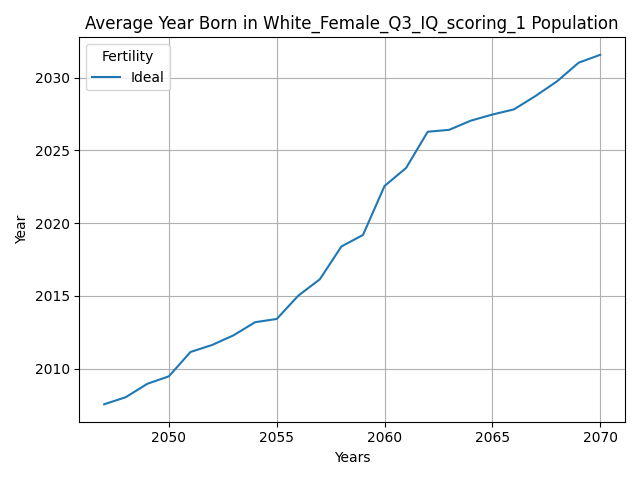 Average Year Born in White_Female_Q3_IQ_scoring_1 Population
Fertility
Ideal
Year
2030
2025
2020
2015
2010
2050 2055 2060 2065 2070
Years